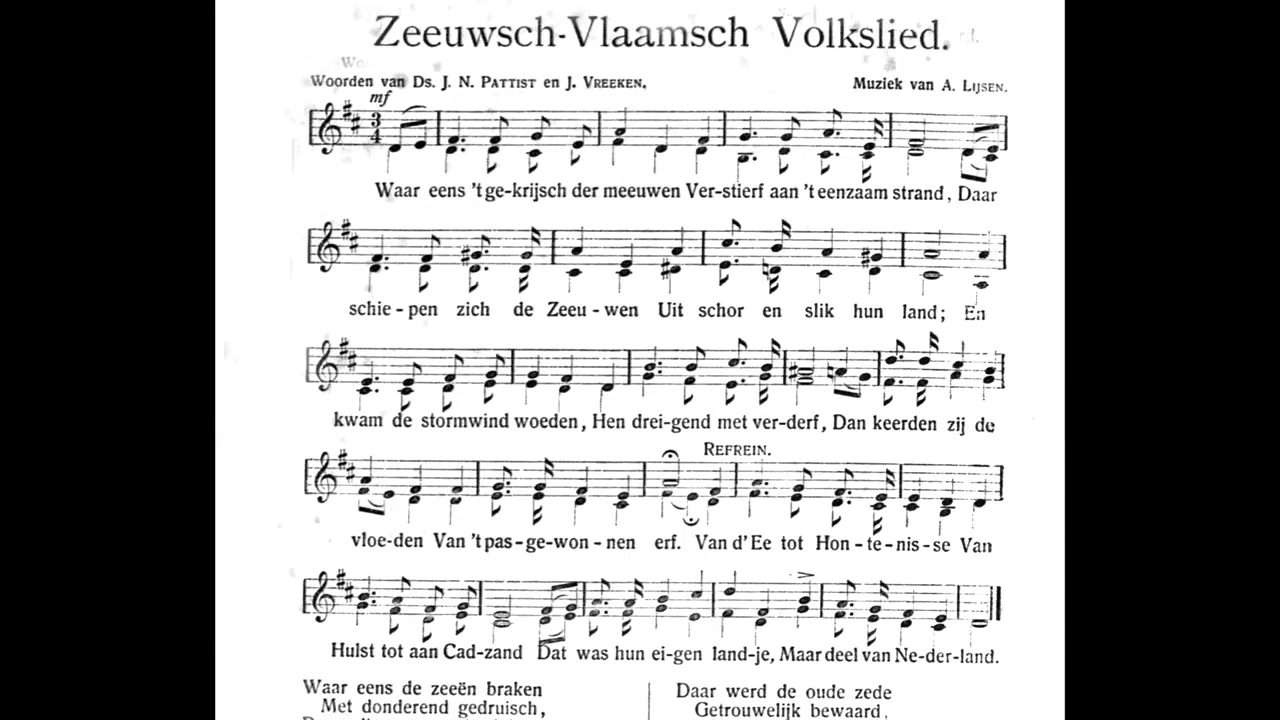 Zeeuwsch-Vlaamsch Volkslied.
Woorden van Ds. J. N. PATTIST en J. VREEKEN.
Muziek van A. LIJSEN.
mf
3
4
Waar eens 't ge-krijsch der meeuwen Ver-stierf aan 't eenzaam strand, Daar
schie-pen zich de Zeeu-wen Uit schor en slik hun land; En
kwam de stormwind woeden, Hen drei-gend met ver-derf, Dan keerden zij de
REFREIN.
vloe-den Van 't pas-ge-won-nen erf. Van d'Ee tot Hon-te-nis-se Van
Hulst tot aan Cad-zand Dat was hun ei-gen land-je, Maar deel van Ne-der-land.
Waar eens de zeeën braken
Met donderend gedruisch,
Daar werd de oude zede
Getrouwelijk bewaard,